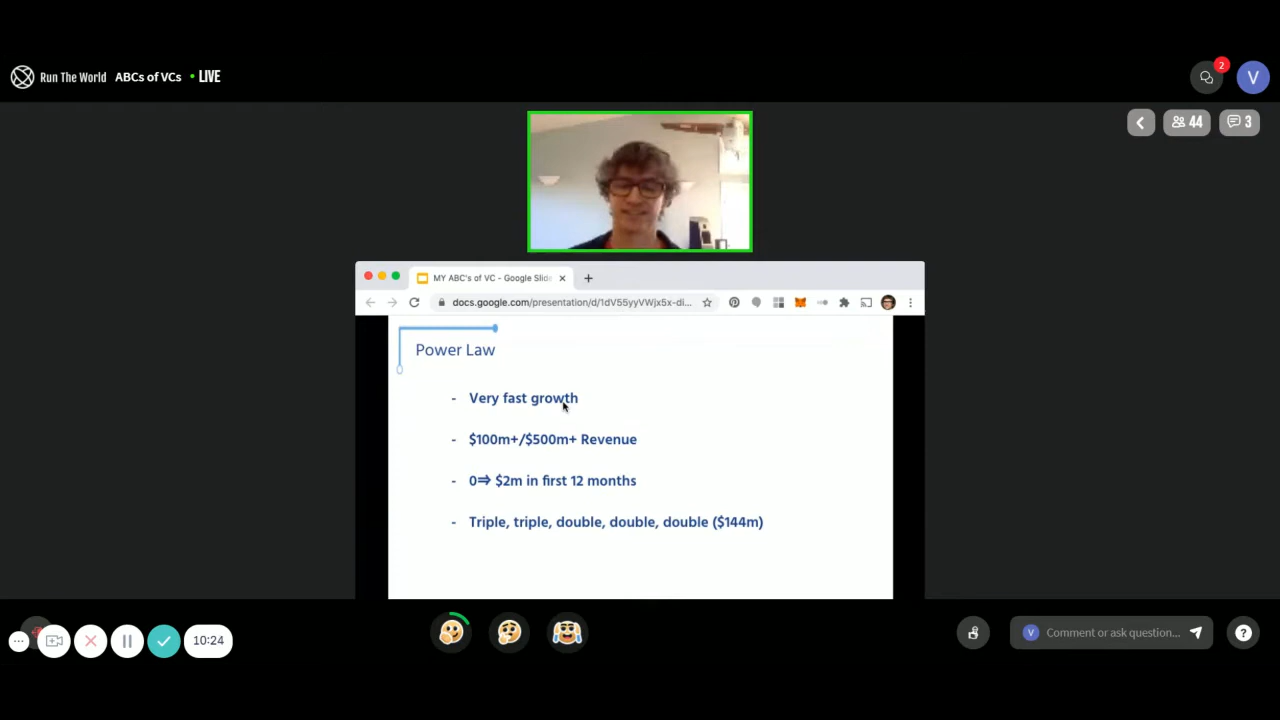 Run The World ABCs of VCs • LIVE
2
V
44
3
MY ABC's of VC - Google Slide
docs.google.com/presentation/d/1dV55yyVWjx5x-di...
Power Law
- Very fast growth
- $100m+/$500m+ Revenue
- 0⇒ $2m in first 12 months
- Triple, triple, double, double, double ($144m)
10:24
V Comment or ask question...
?